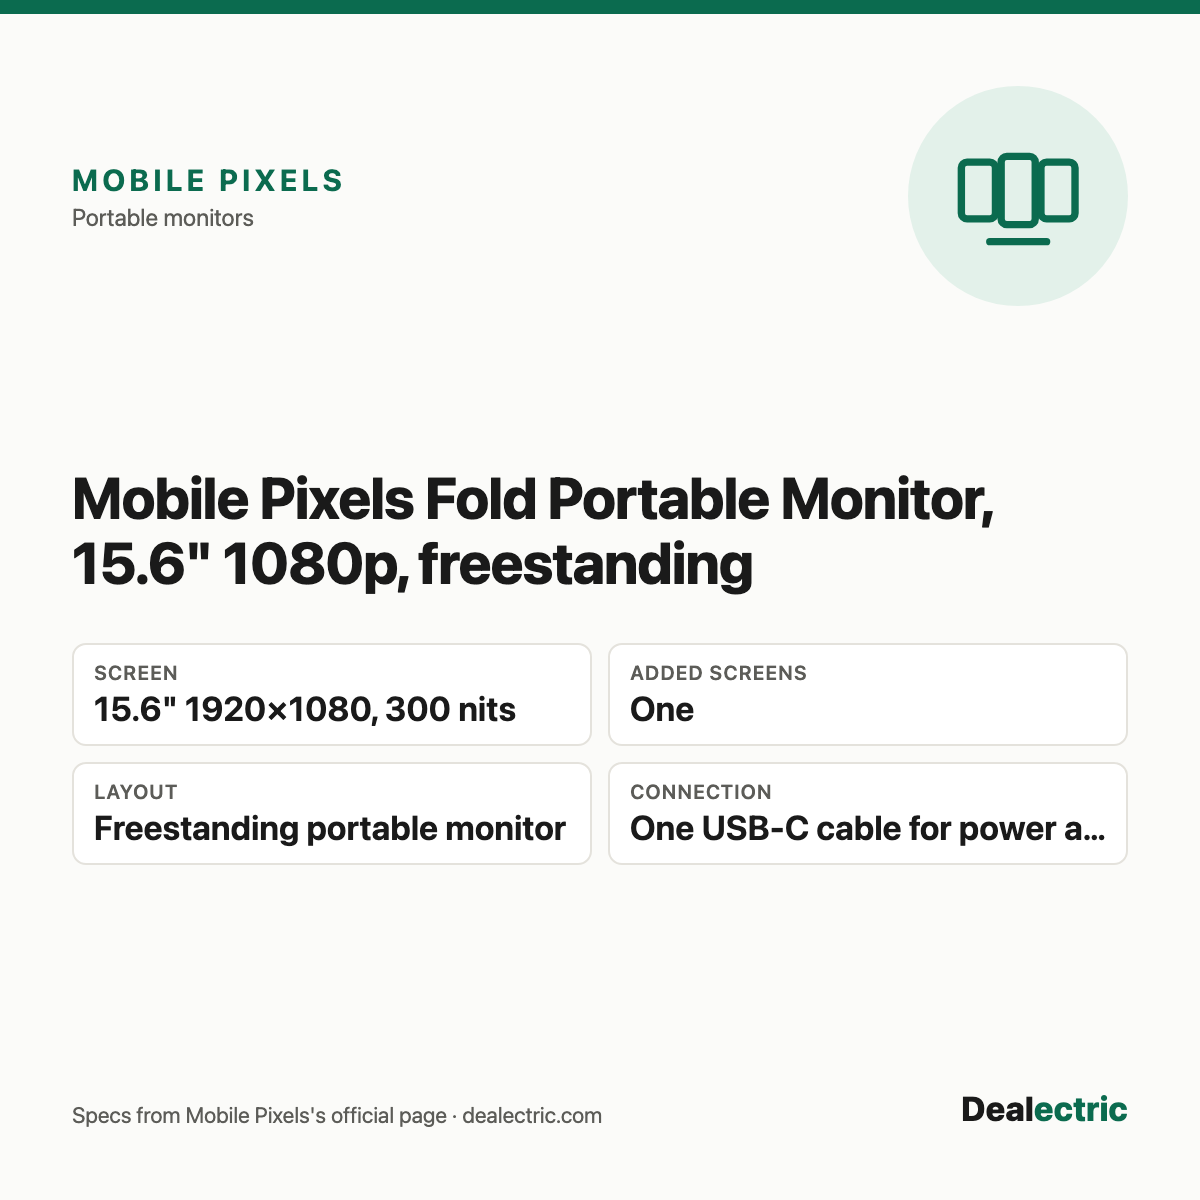 MOBILE PIXELS
Portable monitors
Mobile Pixels Fold Portable Monitor,
15.6" 1080p, freestanding
SCREEN
15.6" 1920×1080, 300 nits
ADDED SCREENS
One
LAYOUT
Freestanding portable monitor
CONNECTION
One USB-C cable for power a...
Specs from Mobile Pixels's official page · dealectric.com
Dealectric